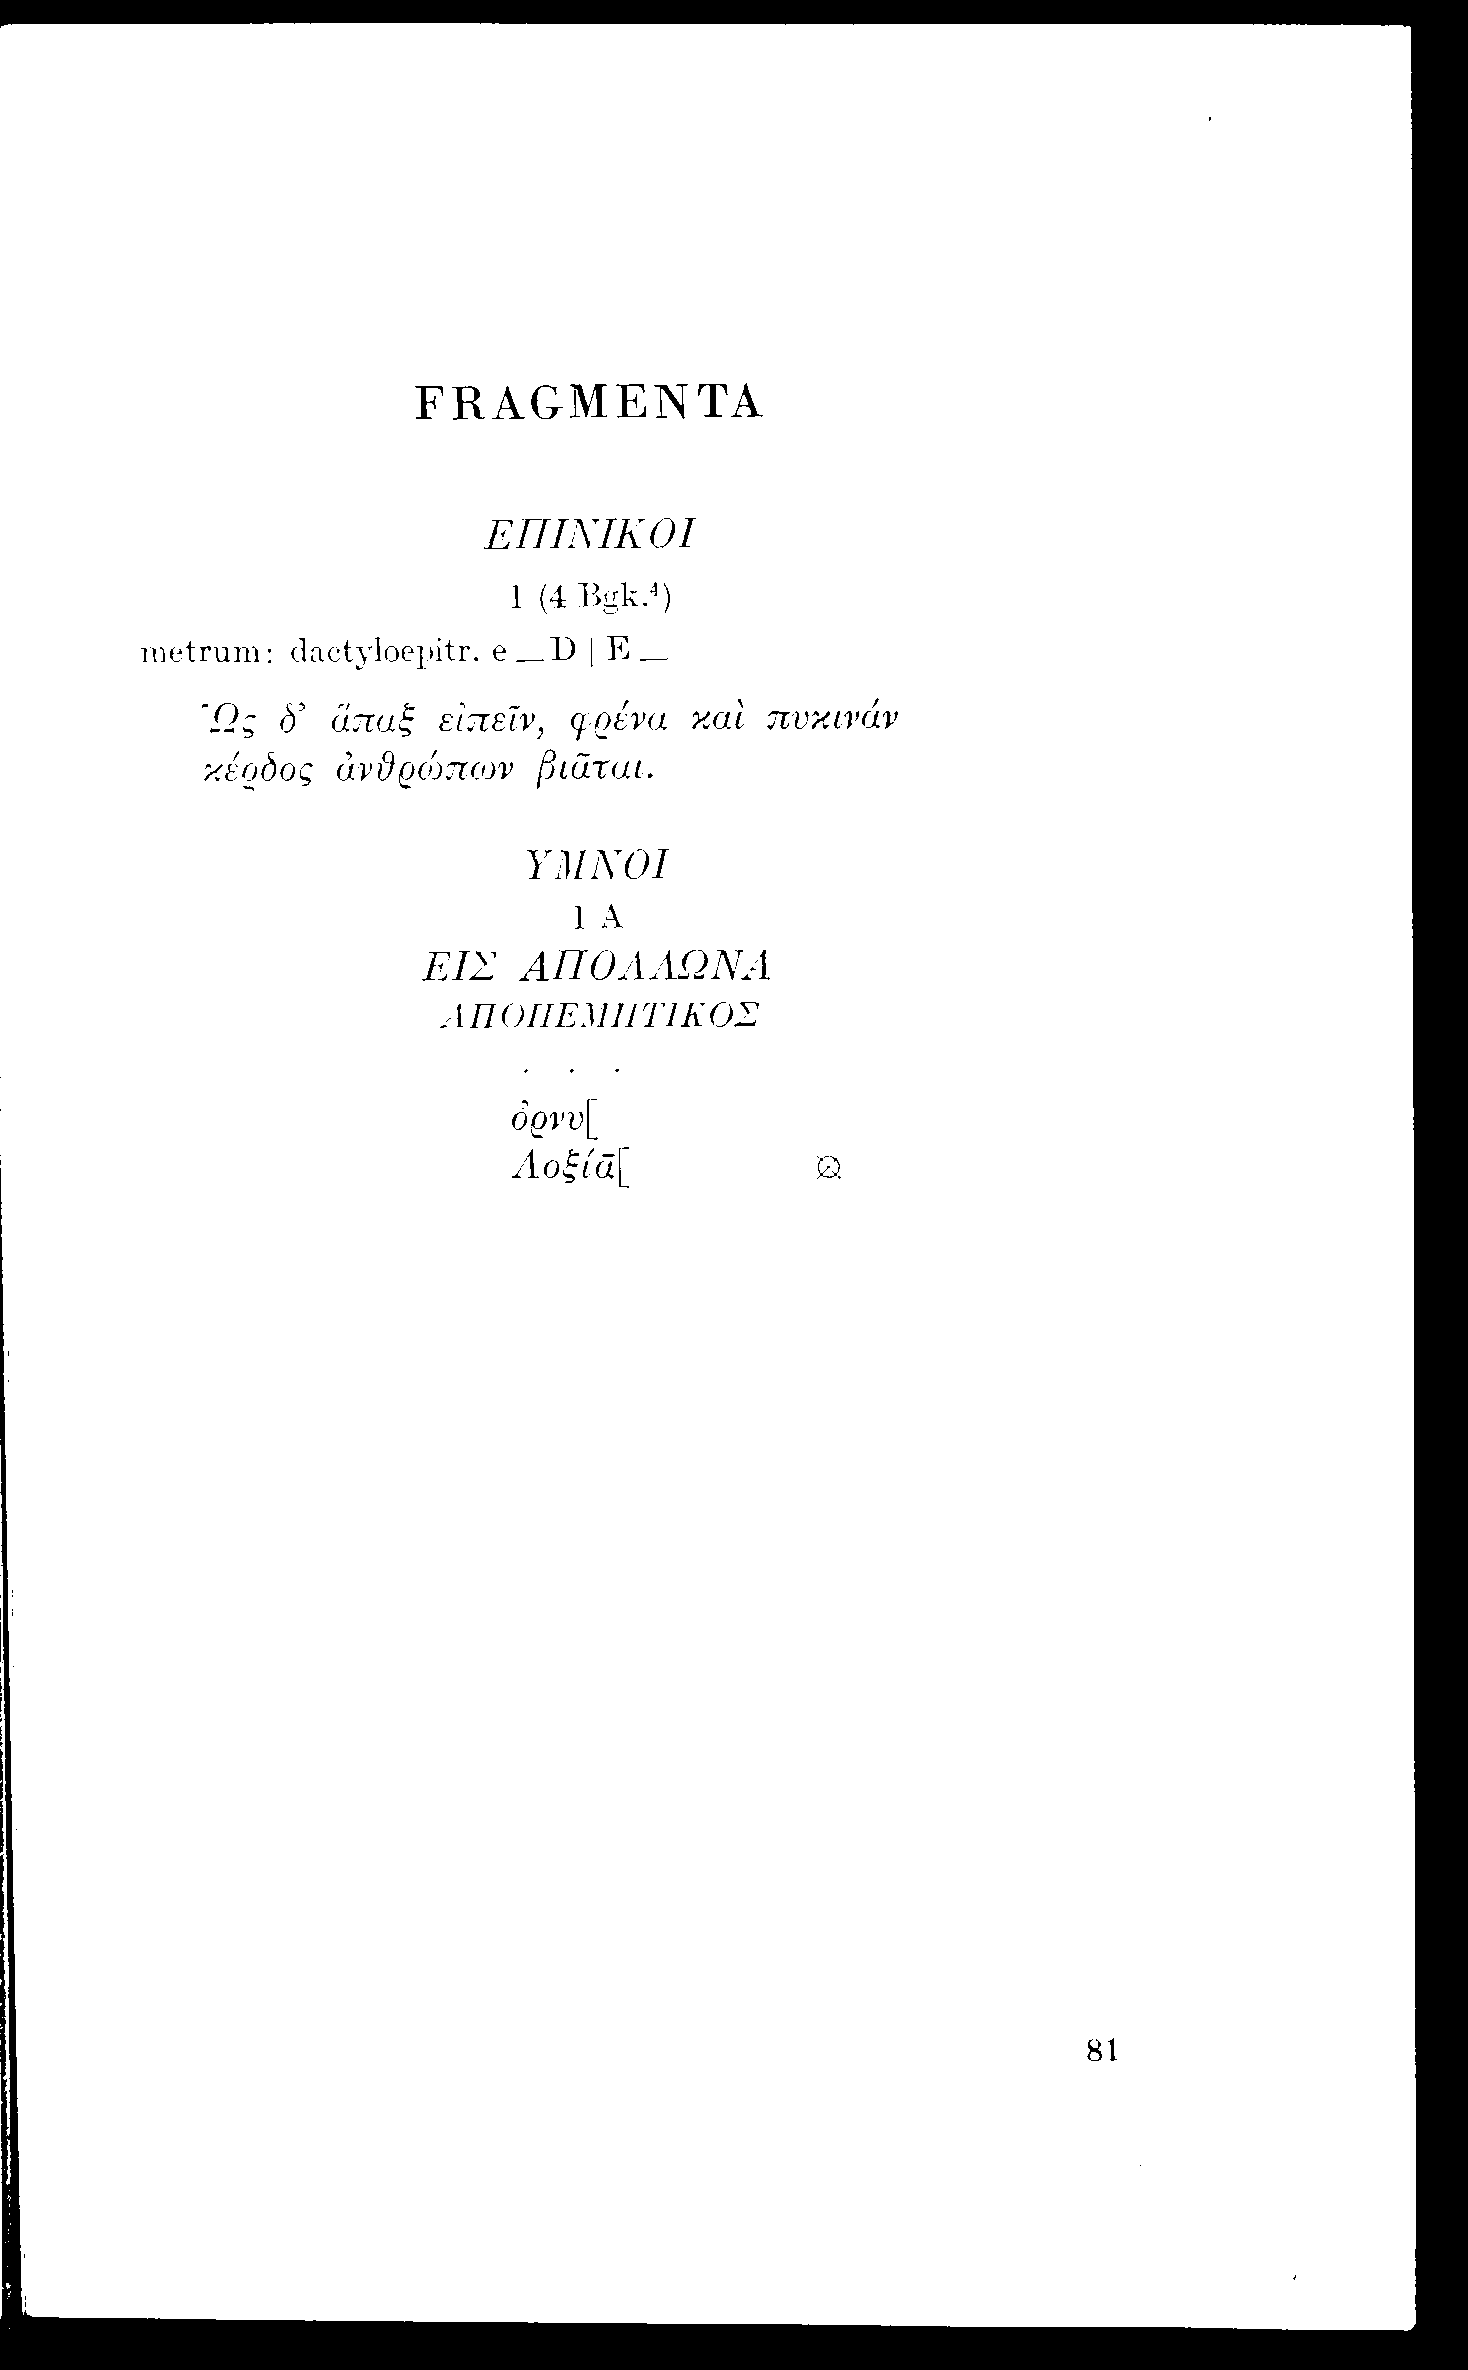 FRAGMENTA
ΕΠΙΝΙΚΟΙ
1 (4 Bgk.⁴)
metrum: dactyloepitr. e — D | E —
Ὡς δ’ ἅπαξ εἰπεῖν, φρένα καὶ πυκινάν
κέρδος ἀνθρώπων βιᾶται.
ΥΜΝΟΙ
1 A
ΕΙΣ ΑΠΟΛΛΩΝΑ
ΑΠΟΠΕΜΠΤΙΚΟΣ
. . .
ὀρνυ[
Λοξίᾱ[ ⊗
81